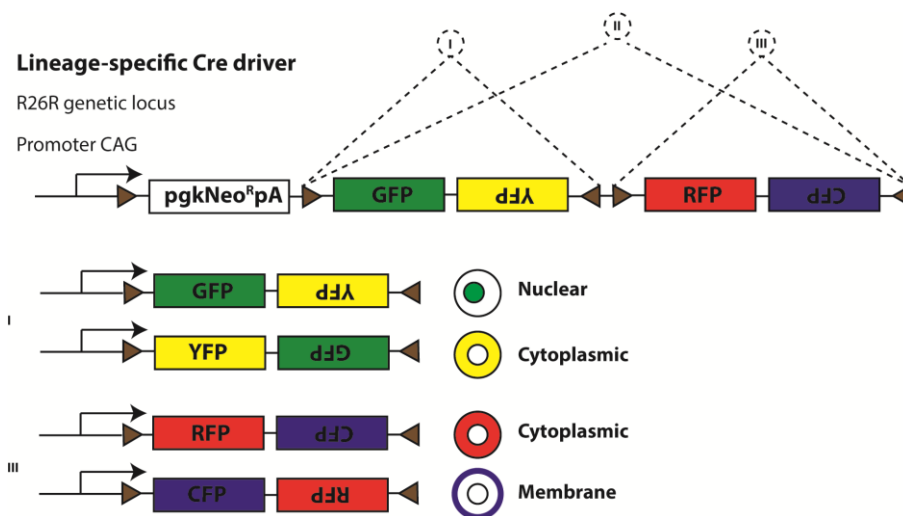 I
II
III
Lineage-specific Cre driver
R26R genetic locus
Promoter CAG
pgkNeoᴿpA GFP YFP RFP CFP
GFP YFP Nuclear
I
YFP GFP Cytoplasmic
RFP CFP Cytoplasmic
III
CFP RFP Membrane